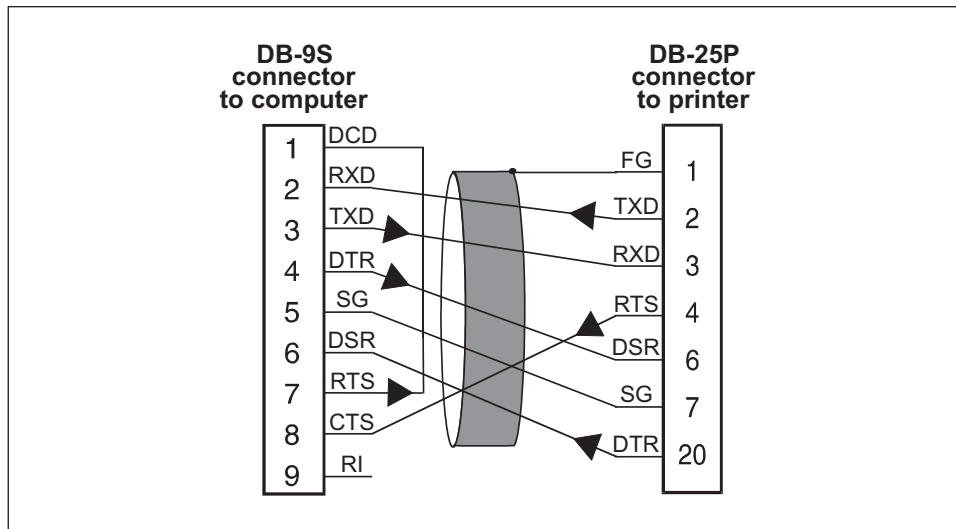 DB-9S
connector
to computer
DB-25P
connector
to printer
1 DCD
2 RXD
3 TXD
4 DTR
5 SG
6 DSR
7 RTS
8 CTS
9 RI
FG 1
TXD 2
RXD 3
RTS 4
DSR 6
SG 7
DTR 20